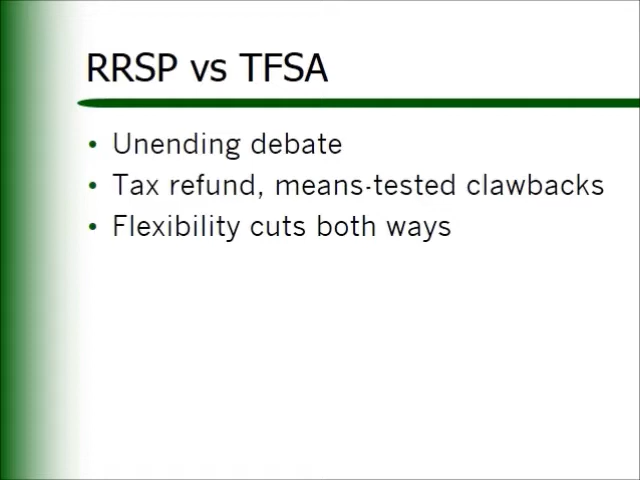 RRSP vs TFSA
• Unending debate
• Tax refund, means-tested clawbacks
• Flexibility cuts both ways